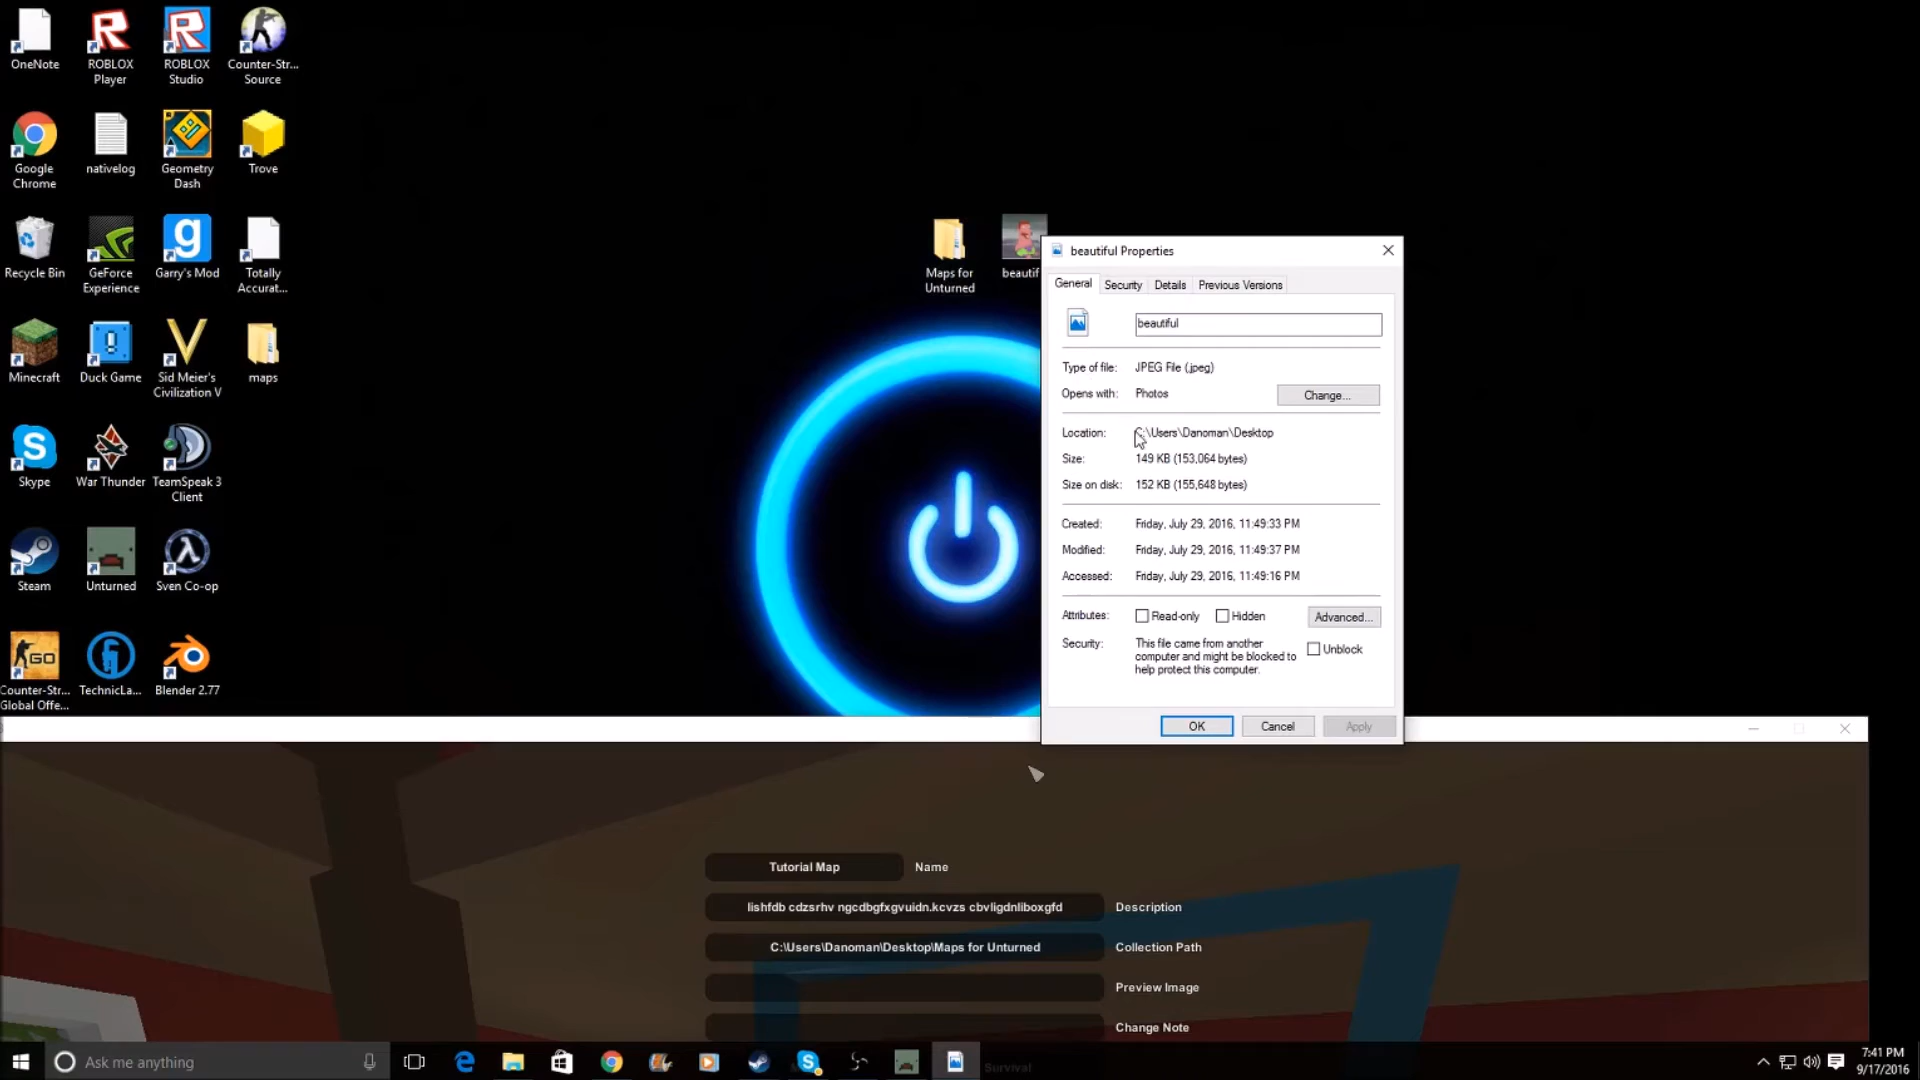 OneNote
ROBLOX
Player
ROBLOX
Studio
Counter-Str...
Source
Google
Chrome
nativelog
Geometry
Dash
Trove
Recycle Bin
GeForce
Experience
Garry's Mod
Totally
Accurat...
Minecraft
Duck Game
Sid Meier's
Civilization V
maps
Skype
War Thunder
TeamSpeak 3
Client
Steam
Unturned
Sven Co-op
Counter-Str...
Global Offe...
TechnicLa...
Blender 2.77
Maps for
Unturned
beautif
beautiful Properties
General Security Details Previous Versions
beautiful
Type of file: JPEG File (.jpeg)
Opens with: Photos Change...
Location: C:\Users\Danoman\Desktop
Size: 149 KB (153,064 bytes)
Size on disk: 152 KB (155,648 bytes)
Created: Friday, July 29, 2016, 11:49:33 PM
Modified: Friday, July 29, 2016, 11:49:37 PM
Accessed: Friday, July 29, 2016, 11:49:16 PM
Attributes: Read-only Hidden Advanced...
Security: This file came from another
computer and might be blocked to
help protect this computer.
Unblock
OK Cancel Apply
Tutorial Map Name
lishfdb cdzsrhv ngcdbgfxgvuidn.kcvzs cbvligdnliboxgfd Description
C:\Users\Danoman\Desktop\Maps for Unturned Collection Path
Preview Image
Change Note
Survival
Ask me anything
7:41 PM
9/17/2016